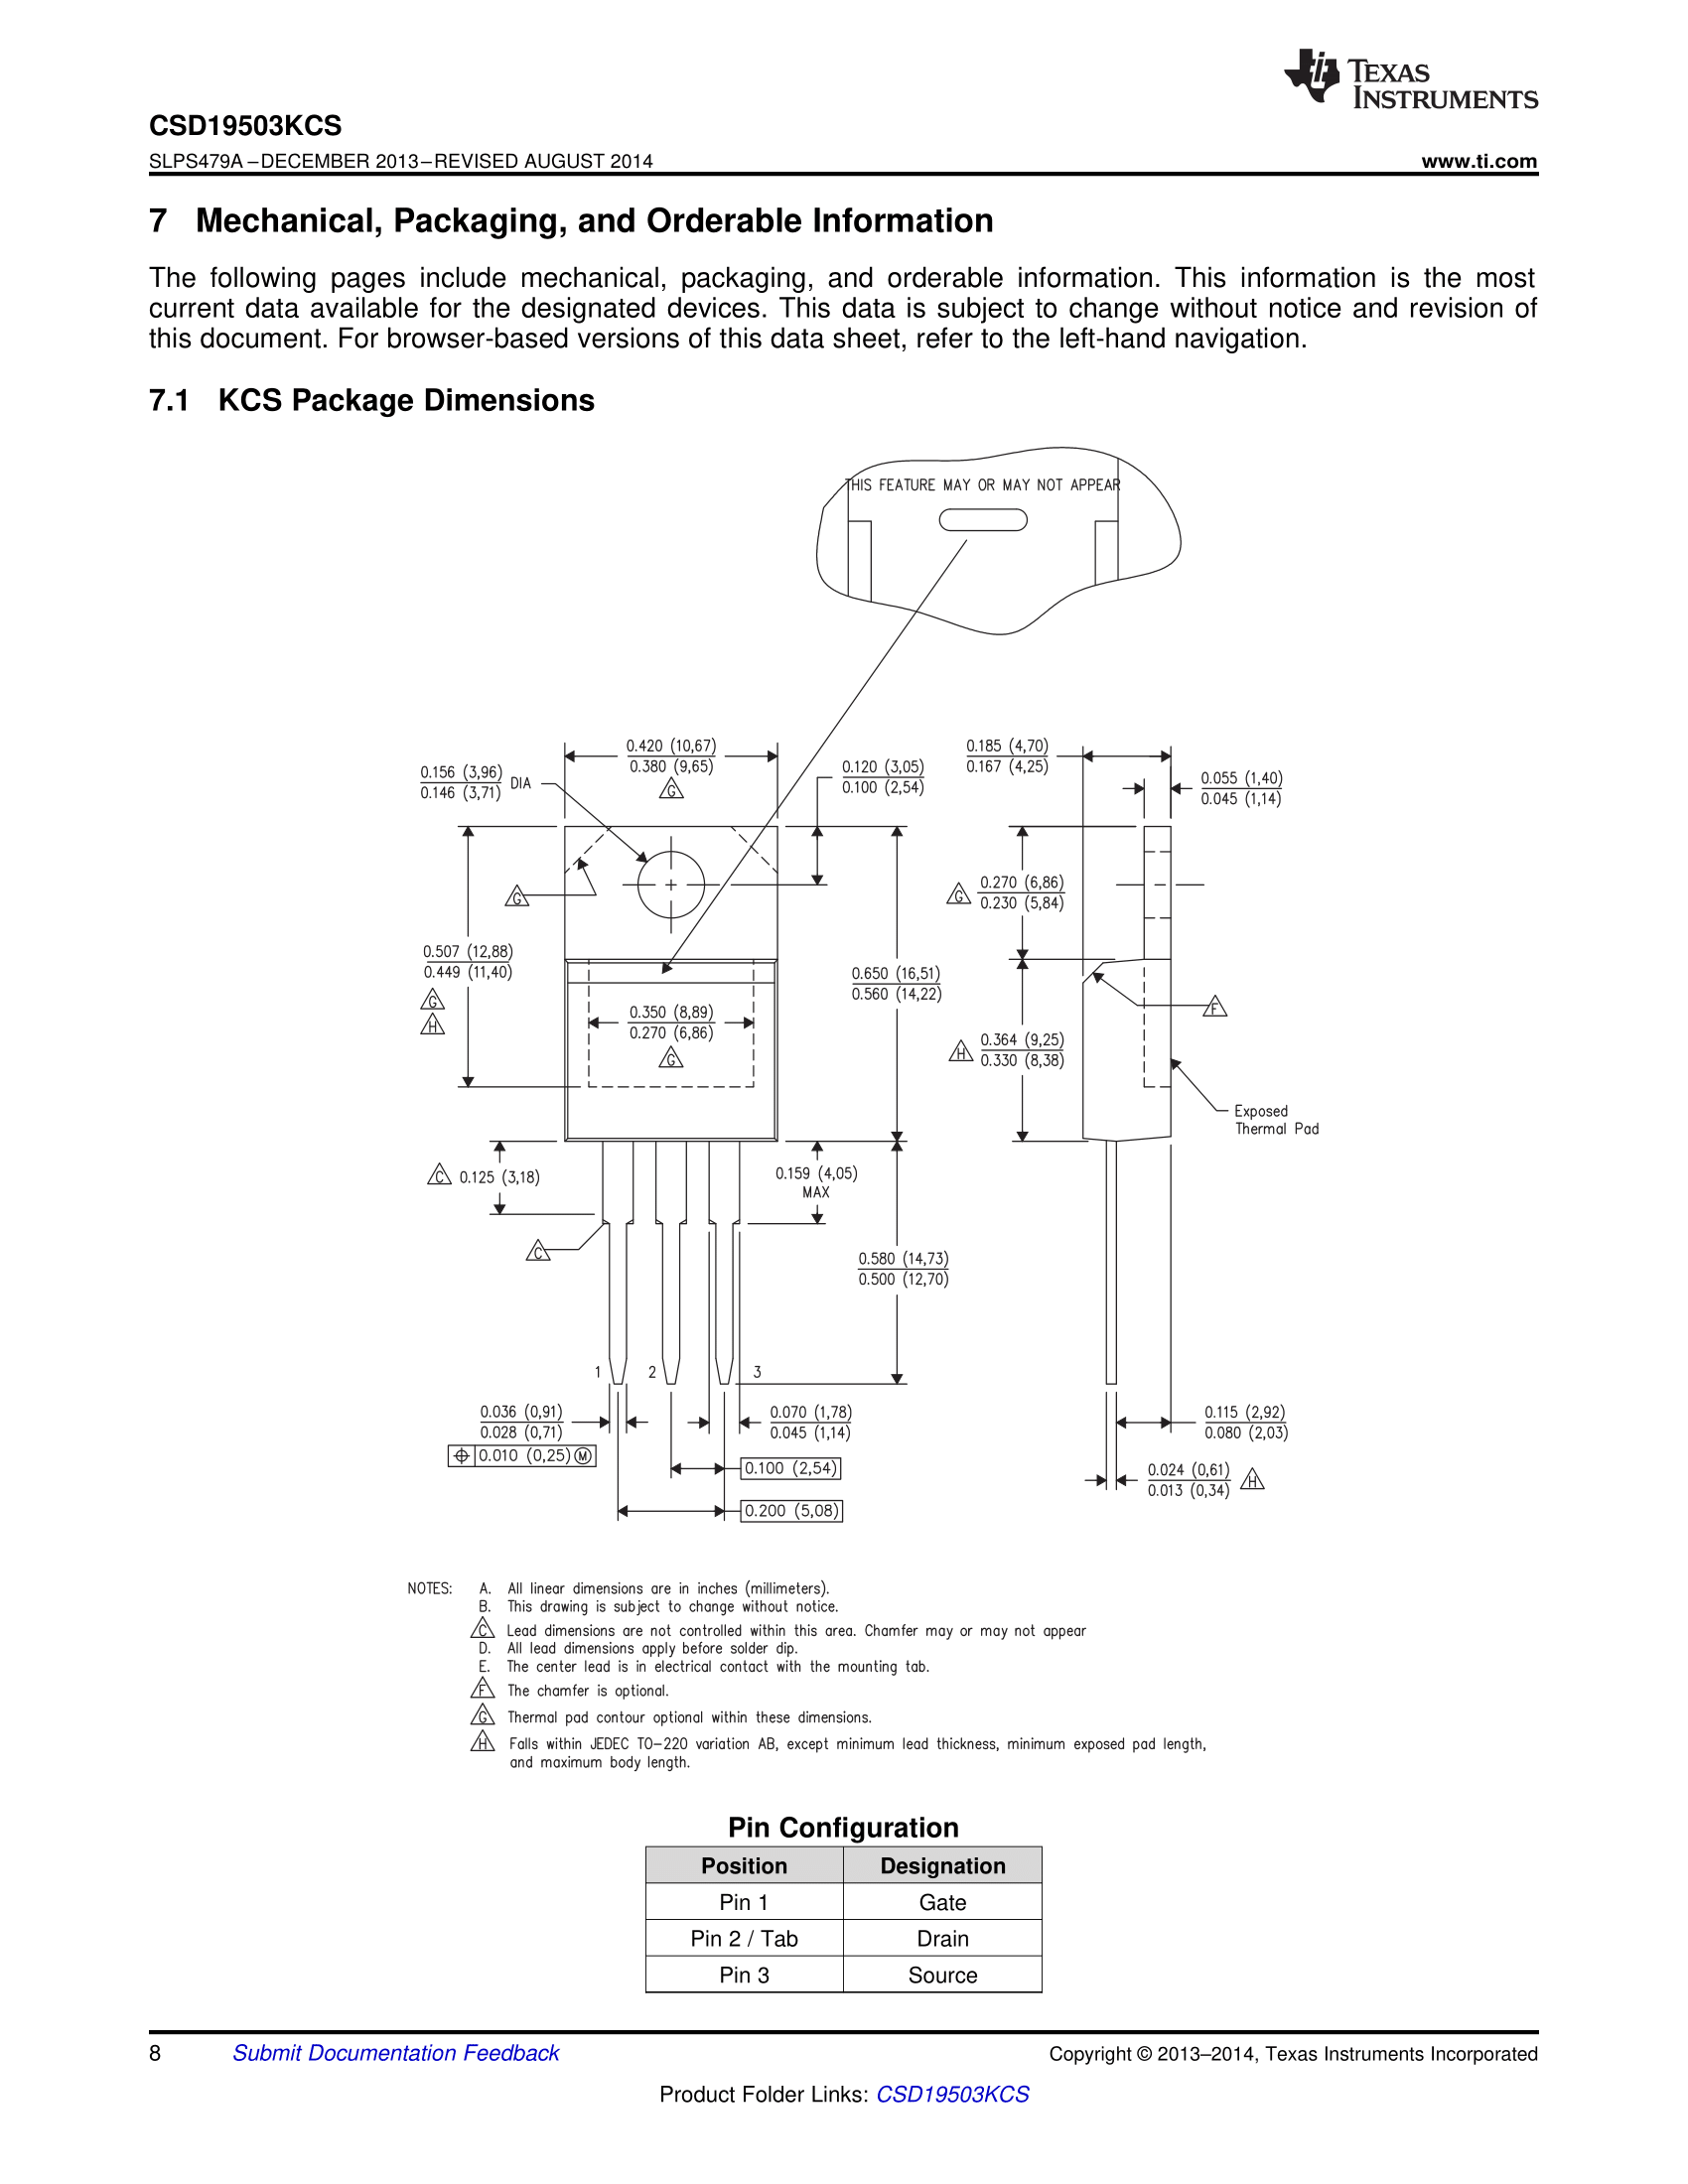 TEXAS
INSTRUMENTS
CSD19503KCS
SLPS479A – DECEMBER 2013 – REVISED AUGUST 2014
www.ti.com
7 Mechanical, Packaging, and Orderable Information
The following pages include mechanical, packaging, and orderable information. This information is the most
current data available for the designated devices. This data is subject to change without notice and revision of
this document. For browser-based versions of this data sheet, refer to the left-hand navigation.
7.1 KCS Package Dimensions
THIS FEATURE MAY OR MAY NOT APPEAR
0.420 (10,67)
0.380 (9,65)
G
0.156 (3,96)
0.146 (3,71)
DIA
0.120 (3,05)
0.100 (2,54)
0.185 (4,70)
0.167 (4,25)
0.055 (1,40)
0.045 (1,14)
G
G
0.270 (6,86)
0.230 (5,84)
0.507 (12,88)
0.449 (11,40)
G
H
0.650 (16,51)
0.560 (14,22)
0.350 (8,89)
0.270 (6,86)
G
F
H
0.364 (9,25)
0.330 (8,38)
Exposed
Thermal Pad
C 0.125 (3,18)
0.159 (4,05)
MAX
C
0.580 (14,73)
0.500 (12,70)
1 2 3
0.036 (0,91)
0.028 (0,71)
0.010 (0,25) M
0.070 (1,78)
0.045 (1,14)
0.115 (2,92)
0.080 (2,03)
0.100 (2,54)
0.024 (0,61)
0.013 (0,34)
H
0.200 (5,08)
NOTES: A. All linear dimensions are in inches (millimeters).
B. This drawing is subject to change without notice.
C Lead dimensions are not controlled within this area. Chamfer may or may not appear
D. All lead dimensions apply before solder dip.
E. The center lead is in electrical contact with the mounting tab.
F The chamfer is optional.
G Thermal pad contour optional within these dimensions.
H Falls within JEDEC TO-220 variation AB, except minimum lead thickness, minimum exposed pad length,
and maximum body length.
Pin Configuration
Position Designation
Pin 1 Gate
Pin 2 / Tab Drain
Pin 3 Source
8 Submit Documentation Feedback
Copyright © 2013–2014, Texas Instruments Incorporated
Product Folder Links: CSD19503KCS